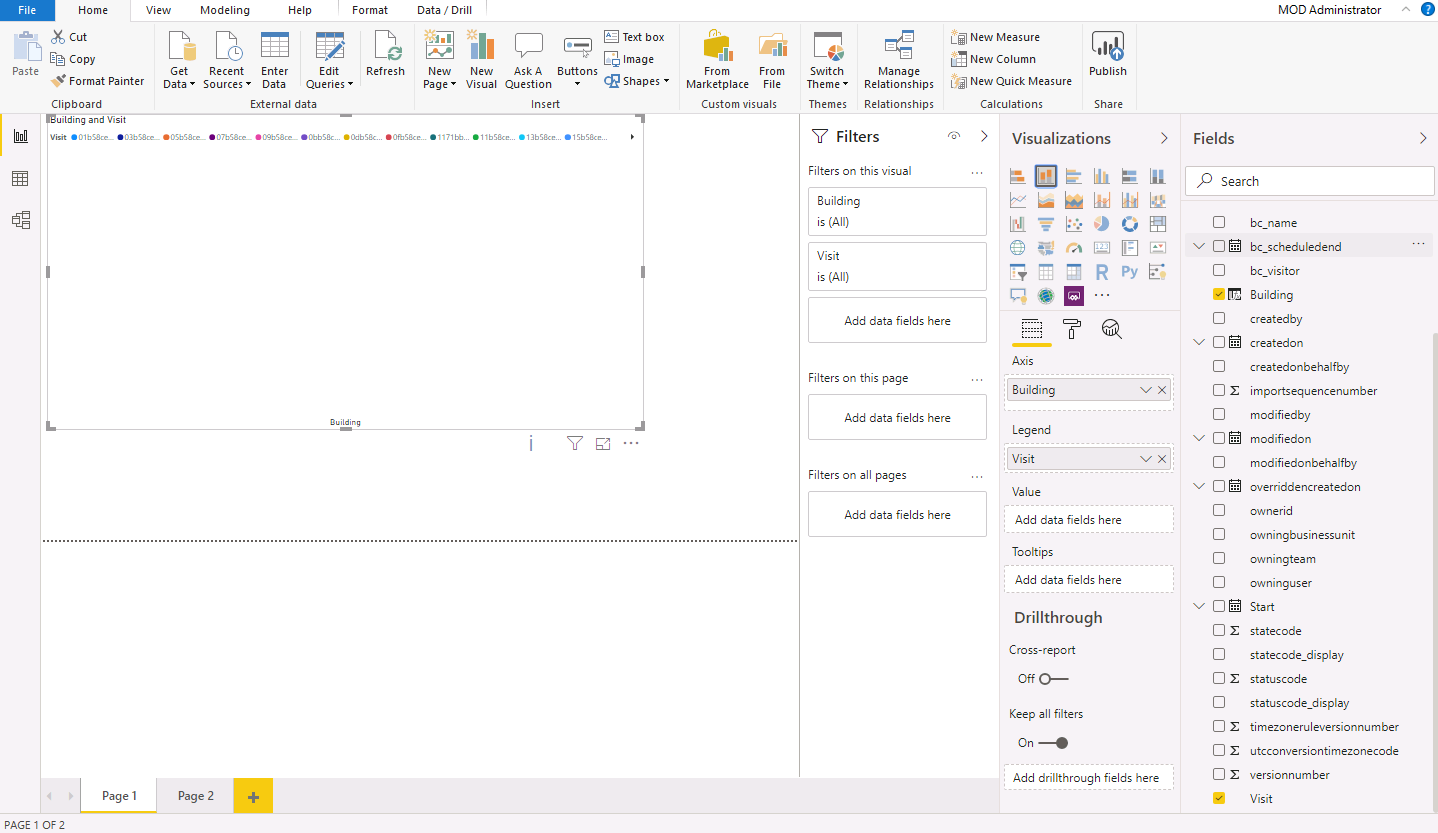 File Home View Modeling Help Format Data / Drill MOD Administrator ?
Paste
Cut
Copy
Format Painter
Clipboard
Get Data
Recent Sources
Enter Data
Edit Queries
Refresh
External data
New Page
New Visual
Ask A Question
Buttons
Text box
Image
Shapes
Insert
From Marketplace
From File
Custom visuals
Switch Theme
Themes
Manage Relationships
Relationships
New Measure
New Column
New Quick Measure
Calculations
Publish
Share
Building and Visit
Visit 01b58ce... 03b58ce... 05b58ce... 07b58ce... 09b58ce... 0bb58ce... 0db58ce... 0fb58ce... 1171bb... 11b58ce... 13b58ce... 15b58ce...
Building
Filters
Filters on this visual ...
Building
is (All)
Visit
is (All)
Add data fields here
Filters on this page ...
Add data fields here
Filters on all pages ...
Add data fields here
Visualizations
123
R
Py
Axis
Building
Legend
Visit
Value
Add data fields here
Tooltips
Add data fields here
Drillthrough
Cross-report
Off
Keep all filters
On
Add drillthrough fields here
Fields
Search
bc_name
bc_scheduledend ...
bc_visitor
Building
createdby
createdon
createdonbehalfby
Σ importsequencenumber
modifiedby
modifiedon
modifiedonbehalfby
overriddencreatedon
ownerid
owningbusinessunit
owningteam
owninguser
Start
Σ statecode
statecode_display
Σ statuscode
statuscode_display
Σ timezoneruleversionnumber
Σ utcconversiontimezonecode
Σ versionnumber
Visit
Page 1 Page 2 +
PAGE 1 OF 2